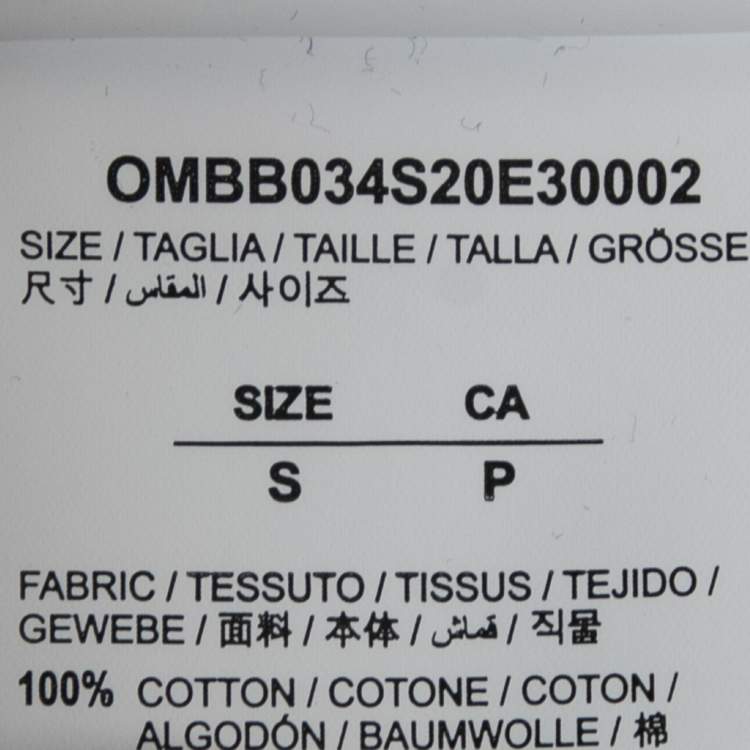 OMBB034S20E30002
SIZE / TAGLIA / TAILLE / TALLA / GRÖSSE
尺寸 / المقاس / 사이즈
SIZE CA
S P
FABRIC / TESSUTO / TISSUS / TEJIDO /
GEWEBE / 面料 / 本体 / قماش / 직물
100% COTTON / COTONE / COTON /
ALGODÓN / BAUMWOLLE / 棉